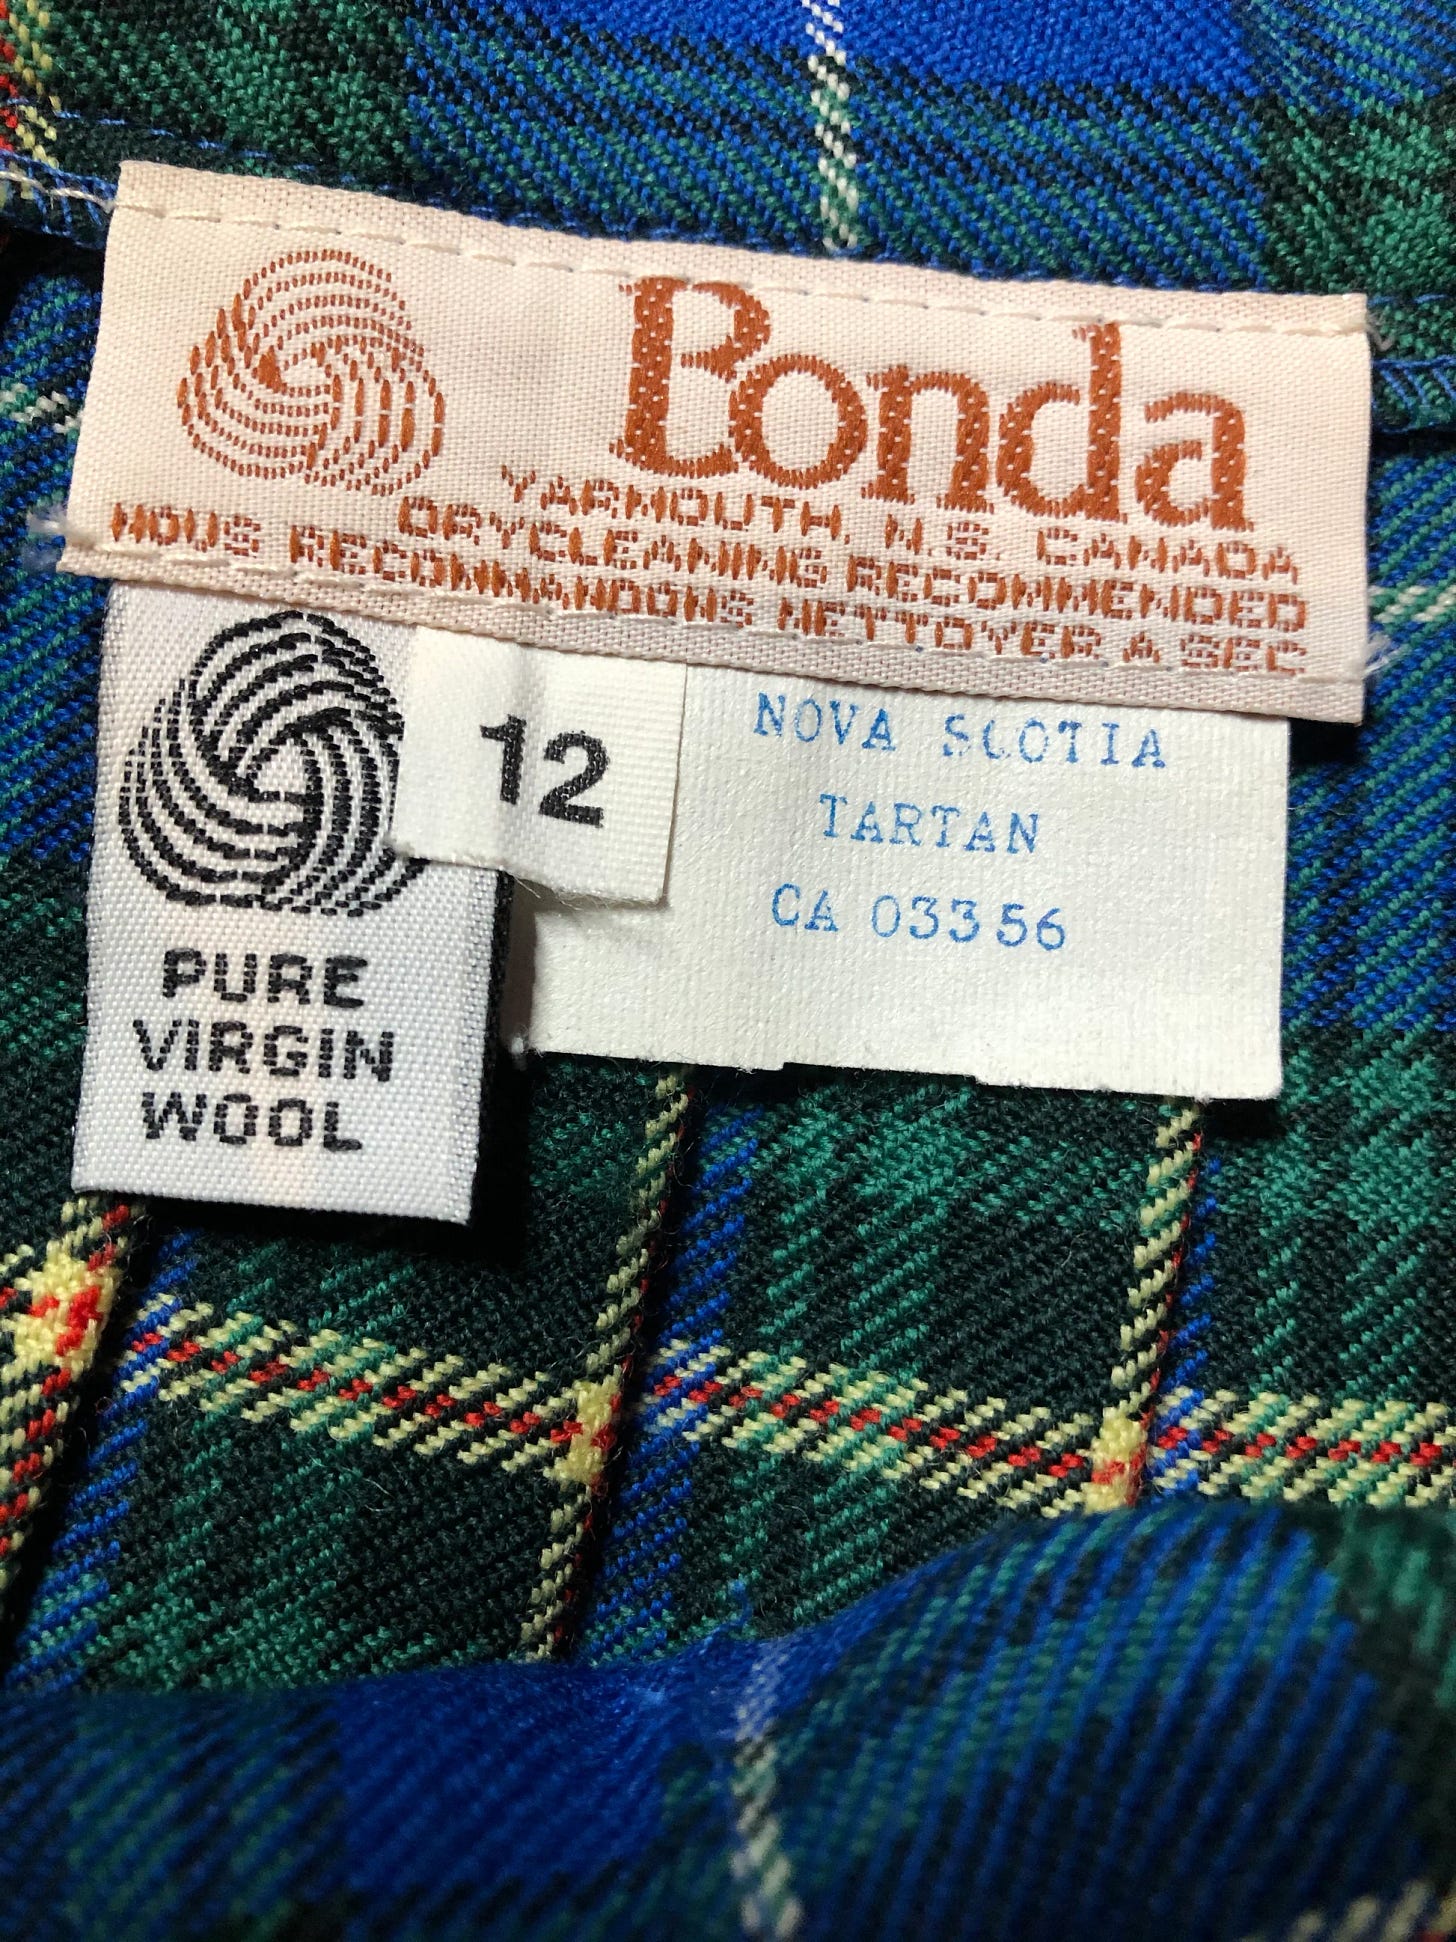 Bonda
YARMOUTH, N.S. CANADA
DRYCLEANING RECOMMENDED
NOUS RECOMMANDONS NETTOYER A SEC
12
NOVA SCOTIA
TARTAN
CA 03356
PURE
VIRGIN
WOOL